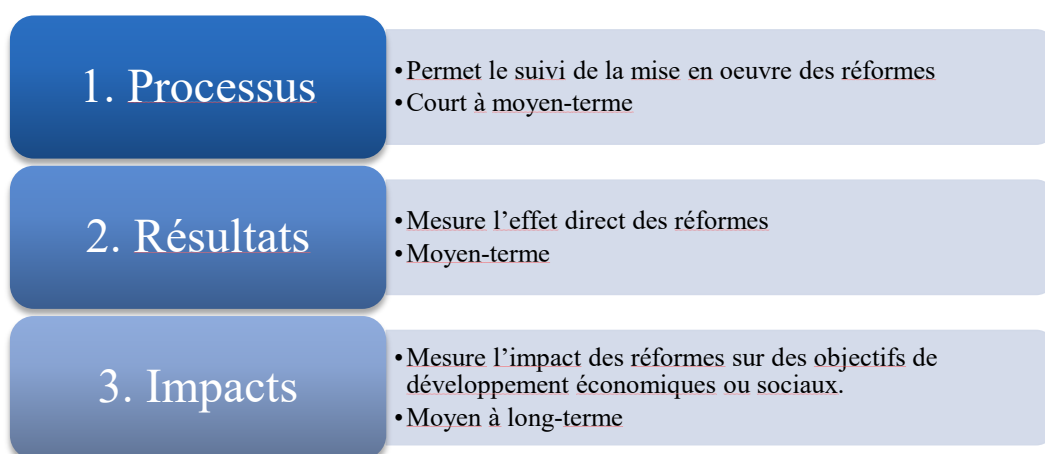 1. Processus
•Permet le suivi de la mise en oeuvre des réformes
•Court à moyen-terme
2. Résultats
•Mesure l'effet direct des réformes
•Moyen-terme
3. Impacts
•Mesure l'impact des réformes sur des objectifs de
développement économiques ou sociaux.
•Moyen à long-terme